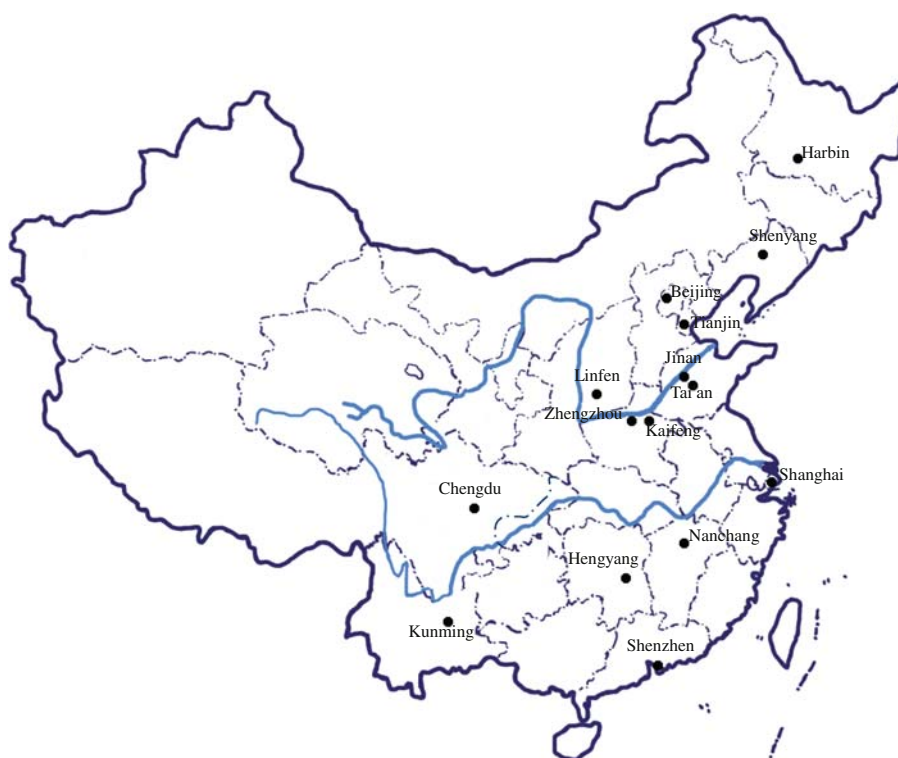 Harbin
Shenyang
Beijing
Tianjin
Jinan
Linfen
Tai'an
Zhengzhou
Kaifeng
Shanghai
Chengdu
Nanchang
Hengyang
Kunming
Shenzhen